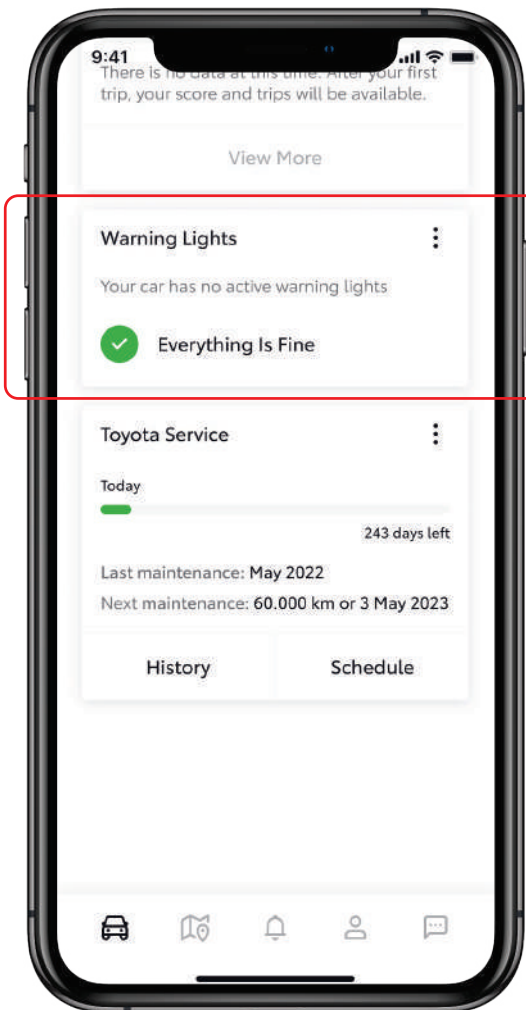 9:41
There is no data at this time. After your first
trip, your score and trips will be available.
View More
Warning Lights
Your car has no active warning lights
Everything Is Fine
Toyota Service
Today
243 days left
Last maintenance: May 2022
Next maintenance: 60.000 km or 3 May 2023
History
Schedule